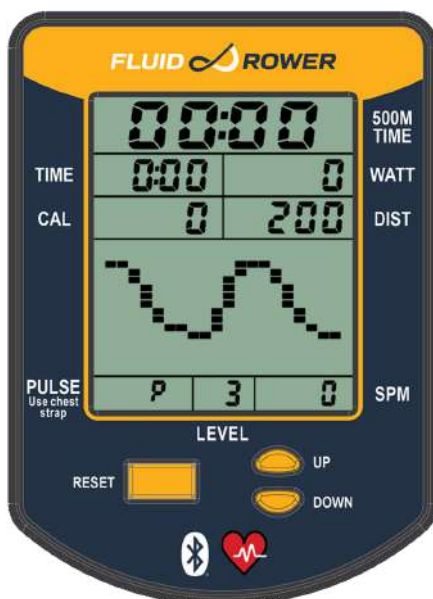 FLUID ROWER
00:00 500M
TIME
TIME 0:00 0 WATT
CAL 0 200 DIST
PULSE P 3 0 SPM
Use chest
strap
LEVEL
RESET
UP
DOWN